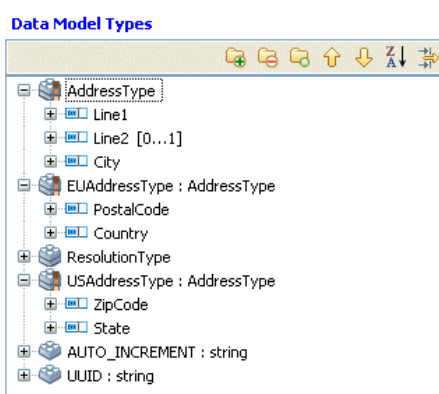 Data Model Types
AddressType
Line1
Line2 [0...1]
City
EUAddressType : AddressType
PostalCode
Country
ResolutionType
USAddressType : AddressType
ZipCode
State
AUTO_INCREMENT : string
UUID : string